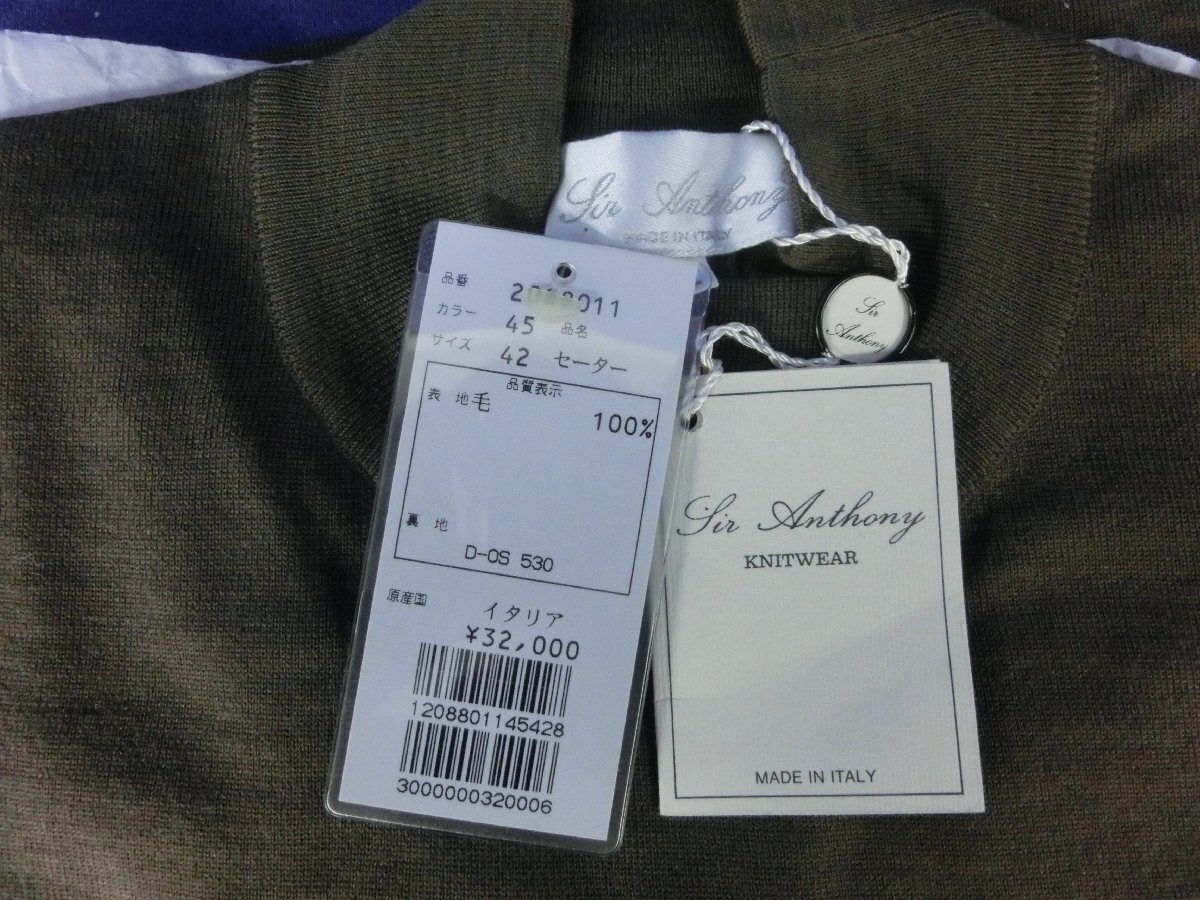 Sir Anthony
MADE IN ITALY
Sir
Anthony
品番
カラー 45 品名
サイズ 42 セーター
品質表示
表 地 毛
100%
裏 地
D-OS 530
原産国 イタリア
¥32,000
1208801145428
3000000320006
Sir Anthony
KNITWEAR
MADE IN ITALY